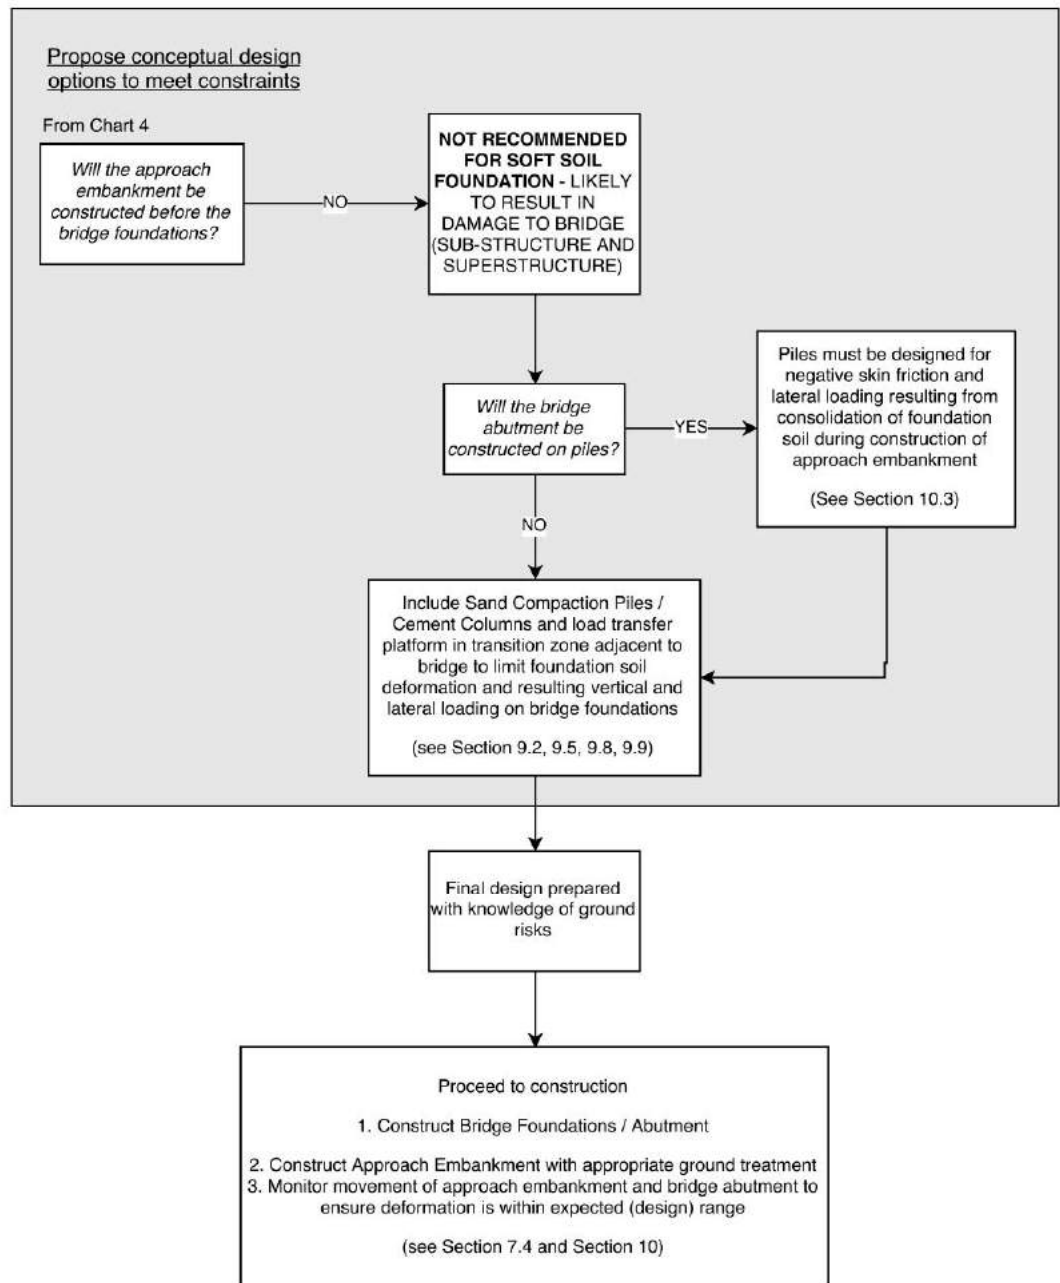 Propose conceptual design
options to meet constraints
From Chart 4
Will the approach
embankment be
constructed before the
bridge foundations?
NO
NOT RECOMMENDED
FOR SOFT SOIL
FOUNDATION - LIKELY
TO RESULT IN
DAMAGE TO BRIDGE
(SUB-STRUCTURE AND
SUPERSTRUCTURE)
Will the bridge
abutment be
constructed on piles?
YES
Piles must be designed for
negative skin friction and
lateral loading resulting from
consolidation of foundation
soil during construction of
approach embankment
(See Section 10.3)
NO
Include Sand Compaction Piles /
Cement Columns and load transfer
platform in transition zone adjacent to
bridge to limit foundation soil
deformation and resulting vertical and
lateral loading on bridge foundations
(see Section 9.2, 9.5, 9.8, 9.9)
Final design prepared
with knowledge of ground
risks
Proceed to construction
1. Construct Bridge Foundations / Abutment
2. Construct Approach Embankment with appropriate ground treatment
3. Monitor movement of approach embankment and bridge abutment to
ensure deformation is within expected (design) range
(see Section 7.4 and Section 10)